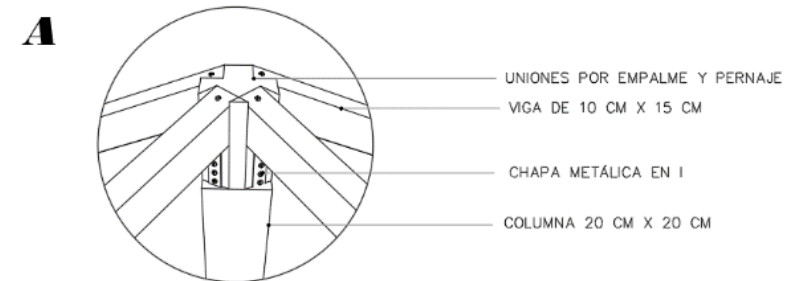 A
UNIONES POR EMPALME Y PERNAJE
VIGA DE 10 CM X 15 CM
CHAPA METÁLICA EN I
COLUMNA 20 CM X 20 CM